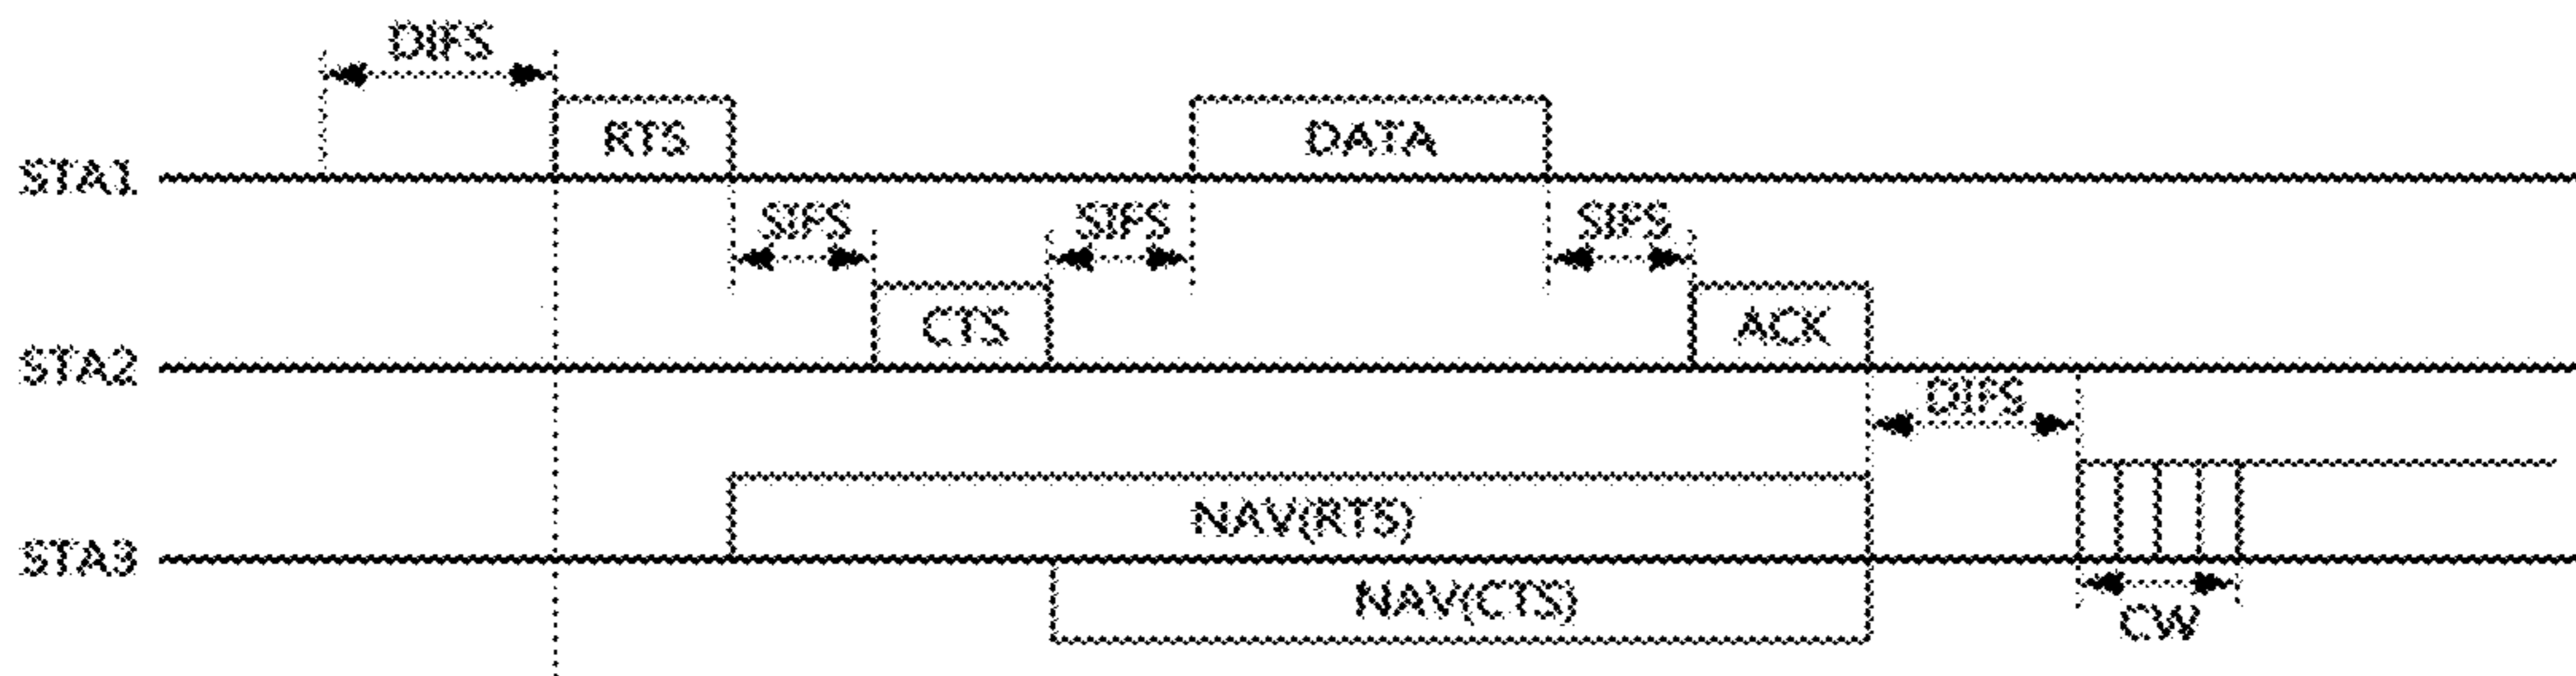 DIFS
RTS
DATA
STA1
SIFS SIFS SIFS
CTS
ACK
STA2
DIFS
NAV(RTS)
STA3
NAV(CTS)
CW